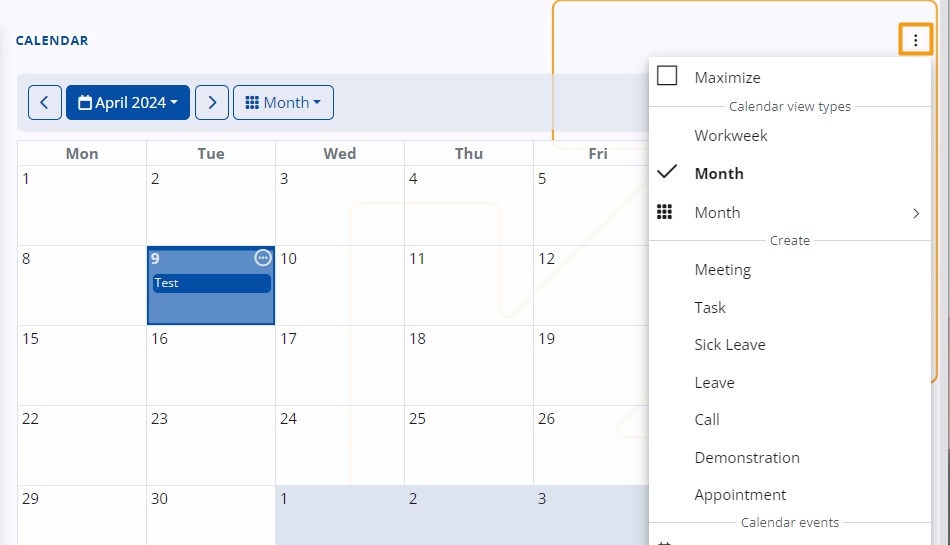 CALENDAR
April 2024
Month
Mon Tue Wed Thu Fri
1 2 3 4 5
8 9 10 11 12
Test
15 16 17 18 19
22 23 24 25 26
29 30 1 2 3
Maximize
Calendar view types
Workweek
Month
Month
Create
Meeting
Task
Sick Leave
Leave
Call
Demonstration
Appointment
Calendar events